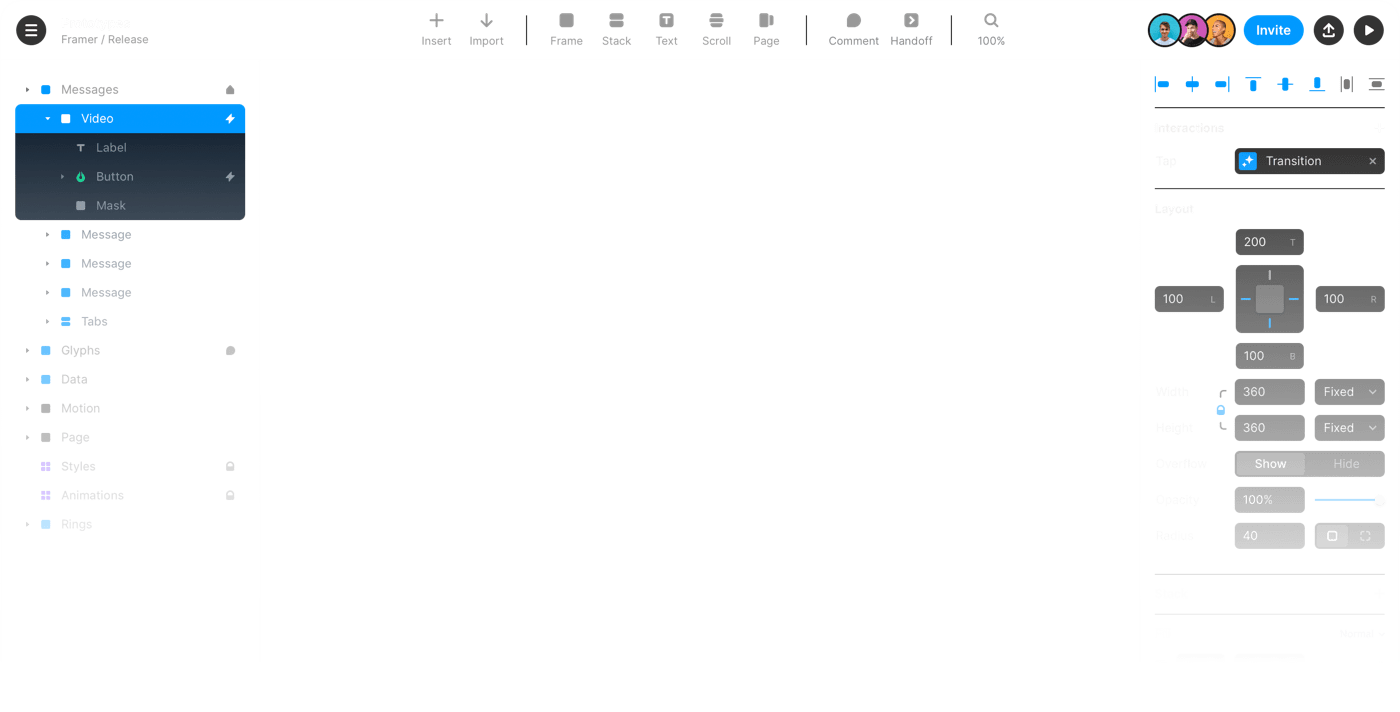 Framer / Release
Insert
Import
Frame
Stack
Text
Scroll
Page
Comment
Handoff
100%
Invite
Messages
Video
Label
Button
Mask
Message
Message
Message
Tabs
Glyphs
Data
Motion
Page
Styles
Animations
Rings
Interactions
Tap
Transition
Layout
200 T
100 L
100 R
100 B
Width
360
Fixed
Height
360
Fixed
Overflow
Show
Hide
Opacity
100%
Radius
40